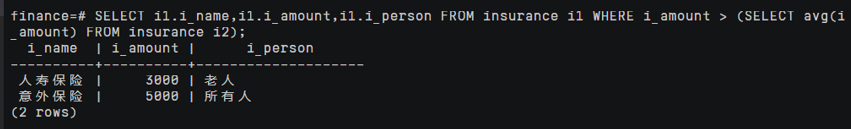 finance=# SELECT i1.i_name,i1.i_amount,i1.i_person FROM insurance i1 WHERE i_amount > (SELECT avg(i
_amount) FROM insurance i2);
  i_name  | i_amount |      i_person
----------+----------+--------------------
 人寿保险 |     3000 | 老人
 意外保险 |     5000 | 所有人
(2 rows)